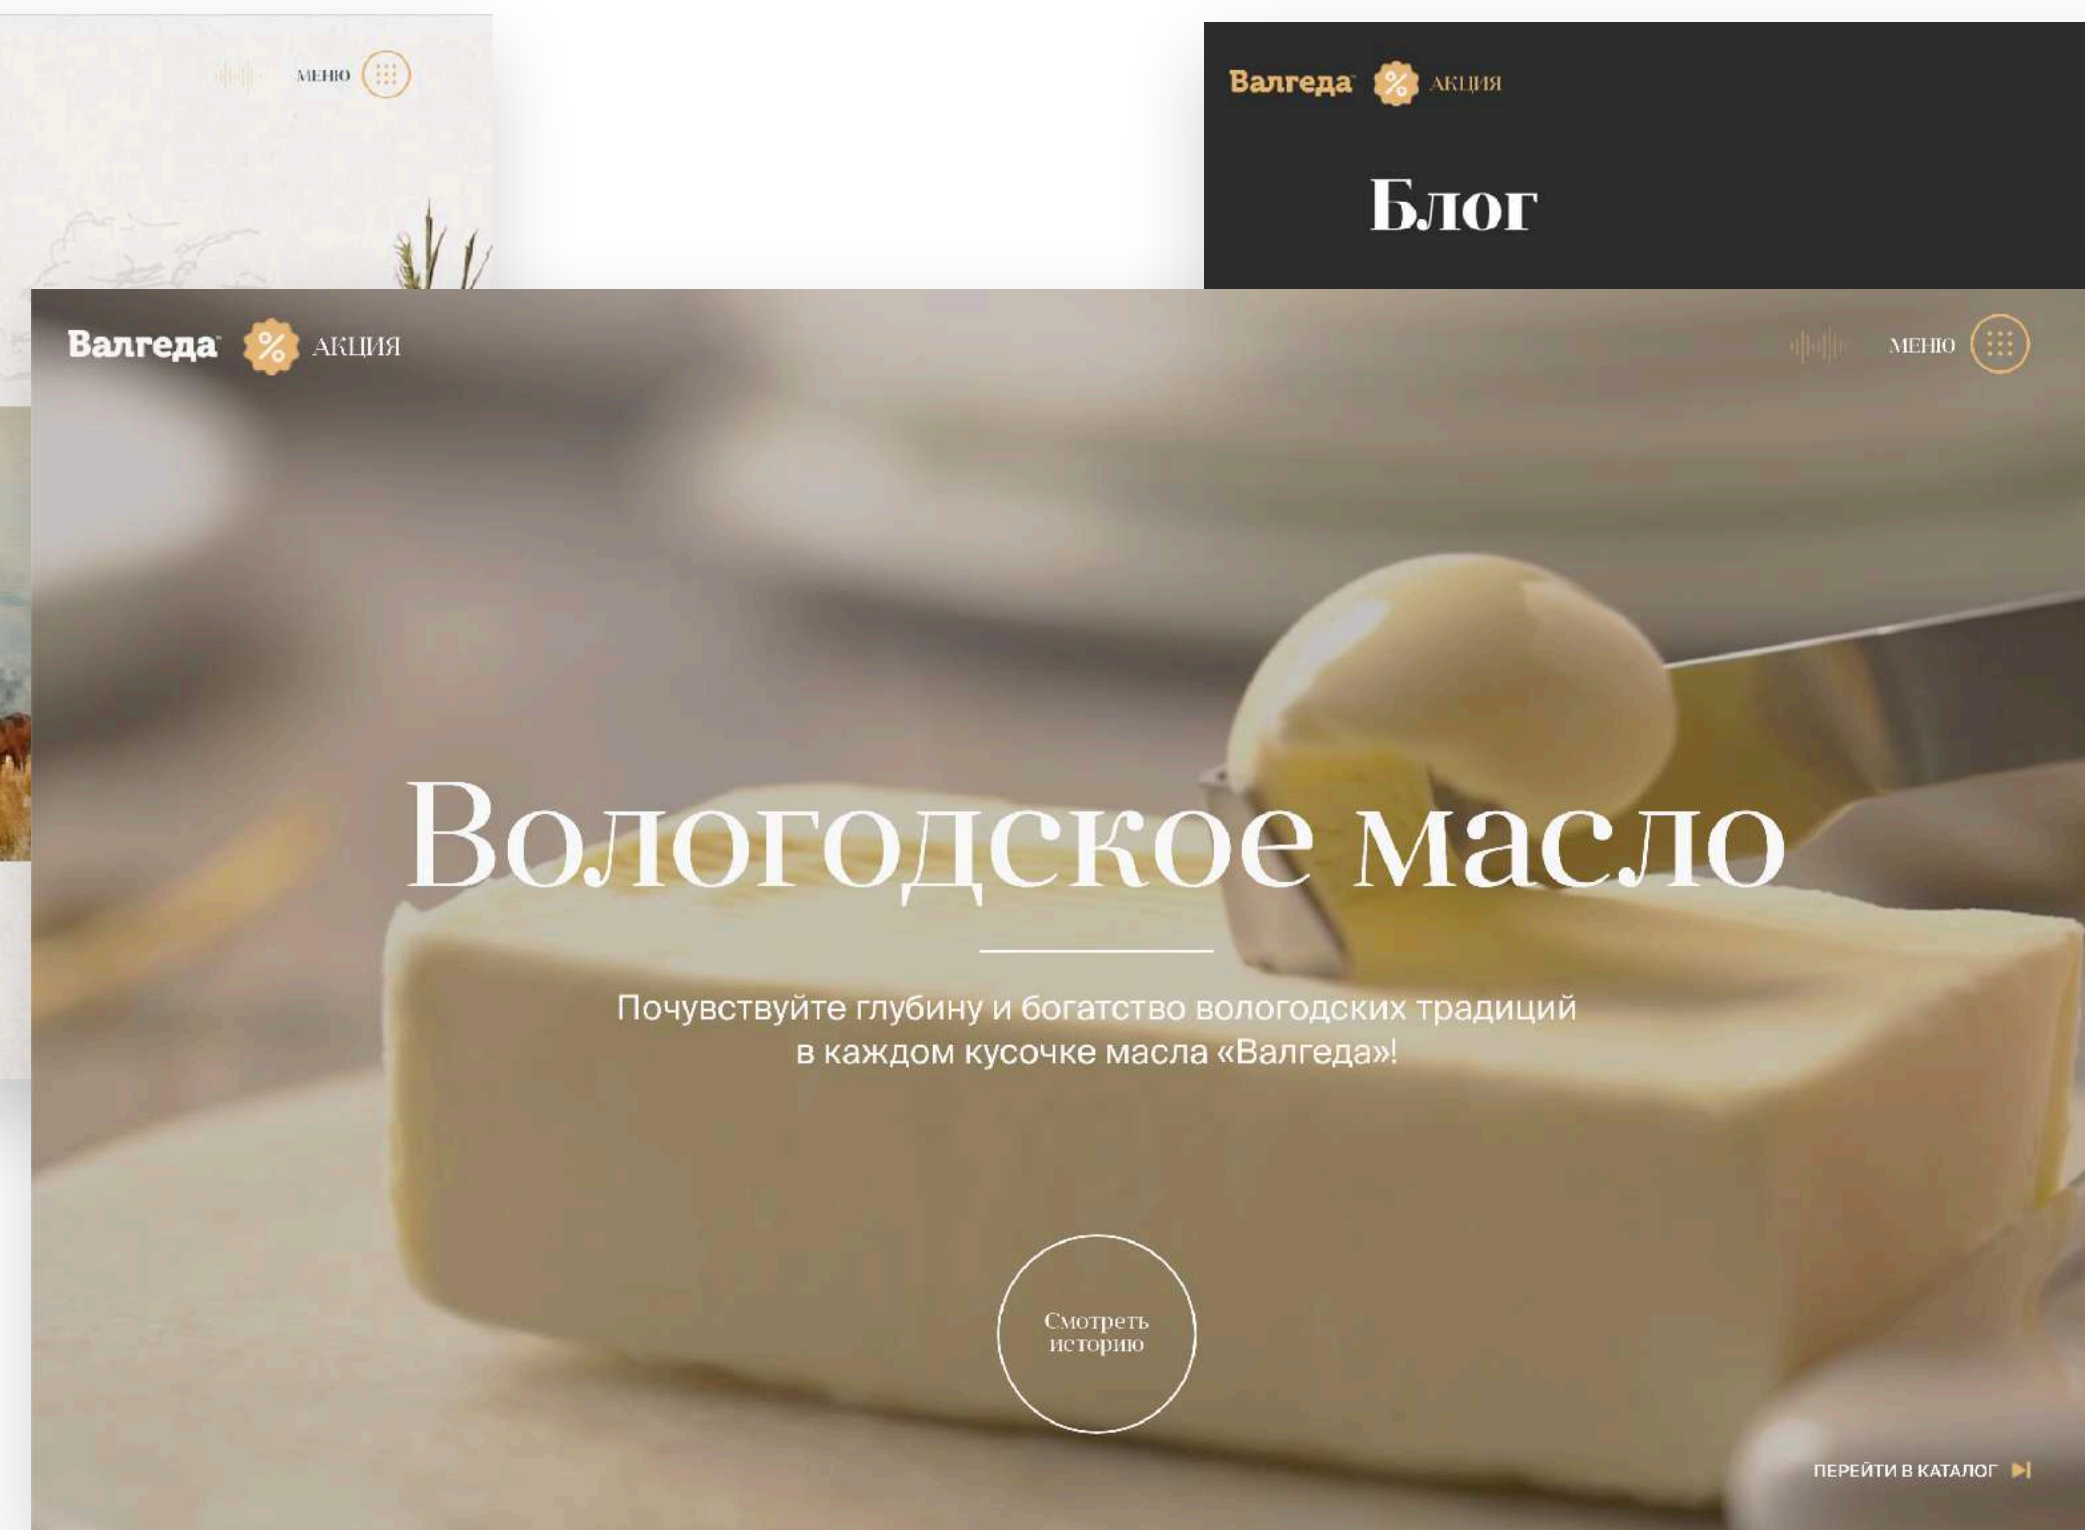 МЕНЮ
Валгеда % АКЦИЯ
Блог
Валгеда % АКЦИЯ
МЕНЮ
Вологодское масло
Почувствуйте глубину и богатство вологодских традиций
в каждом кусочке масла «Валгеда»!
Смотреть
историю
ПЕРЕЙТИ В КАТАЛОГ